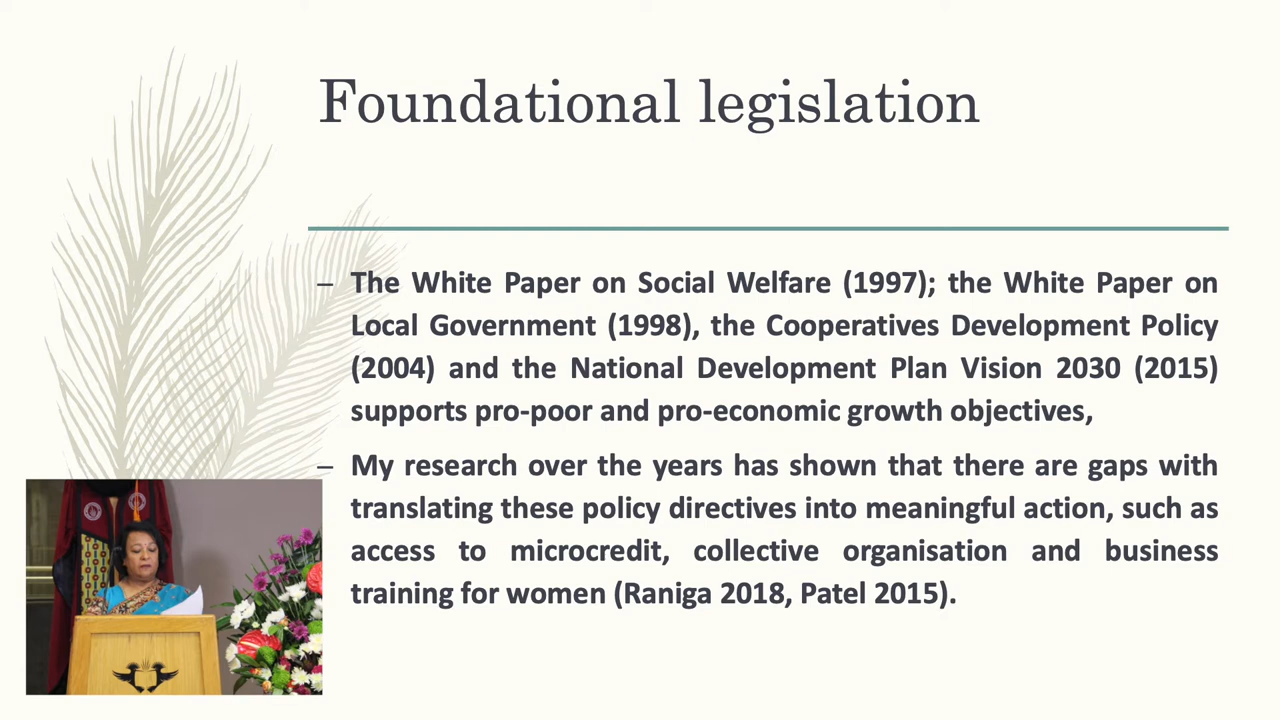 Foundational legislation
– The White Paper on Social Welfare (1997); the White Paper on
Local Government (1998), the Cooperatives Development Policy
(2004) and the National Development Plan Vision 2030 (2015)
supports pro-poor and pro-economic growth objectives,
– My research over the years has shown that there are gaps with
translating these policy directives into meaningful action, such as
access to microcredit, collective organisation and business
training for women (Raniga 2018, Patel 2015).